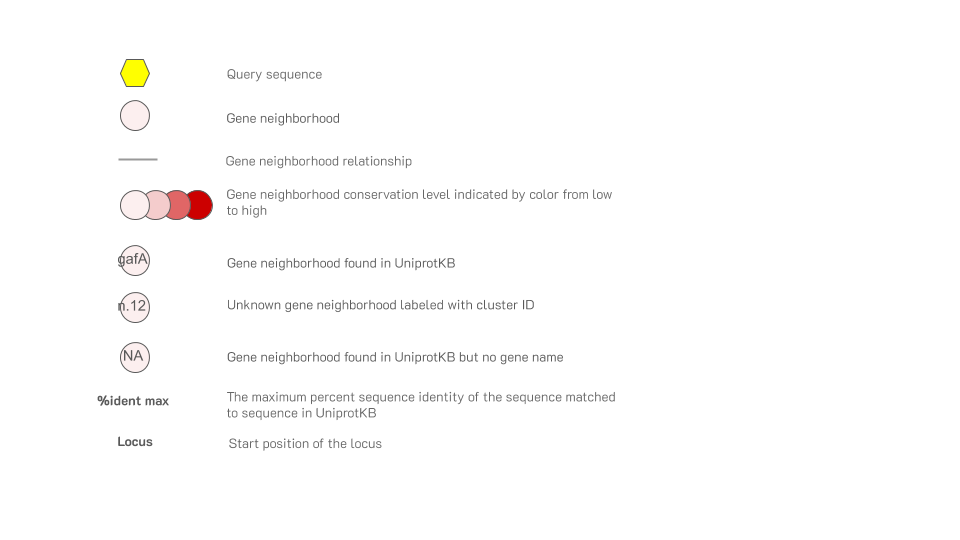 Query sequence
Gene neighborhood
Gene neighborhood relationship
Gene neighborhood conservation level indicated by color from low
to high
gafA
Gene neighborhood found in UniprotKB
n.12
Unknown gene neighborhood labeled with cluster ID
NA
Gene neighborhood found in UniprotKB but no gene name
%ident max
The maximum percent sequence identity of the sequence matched
to sequence in UniprotKB
Locus
Start position of the locus